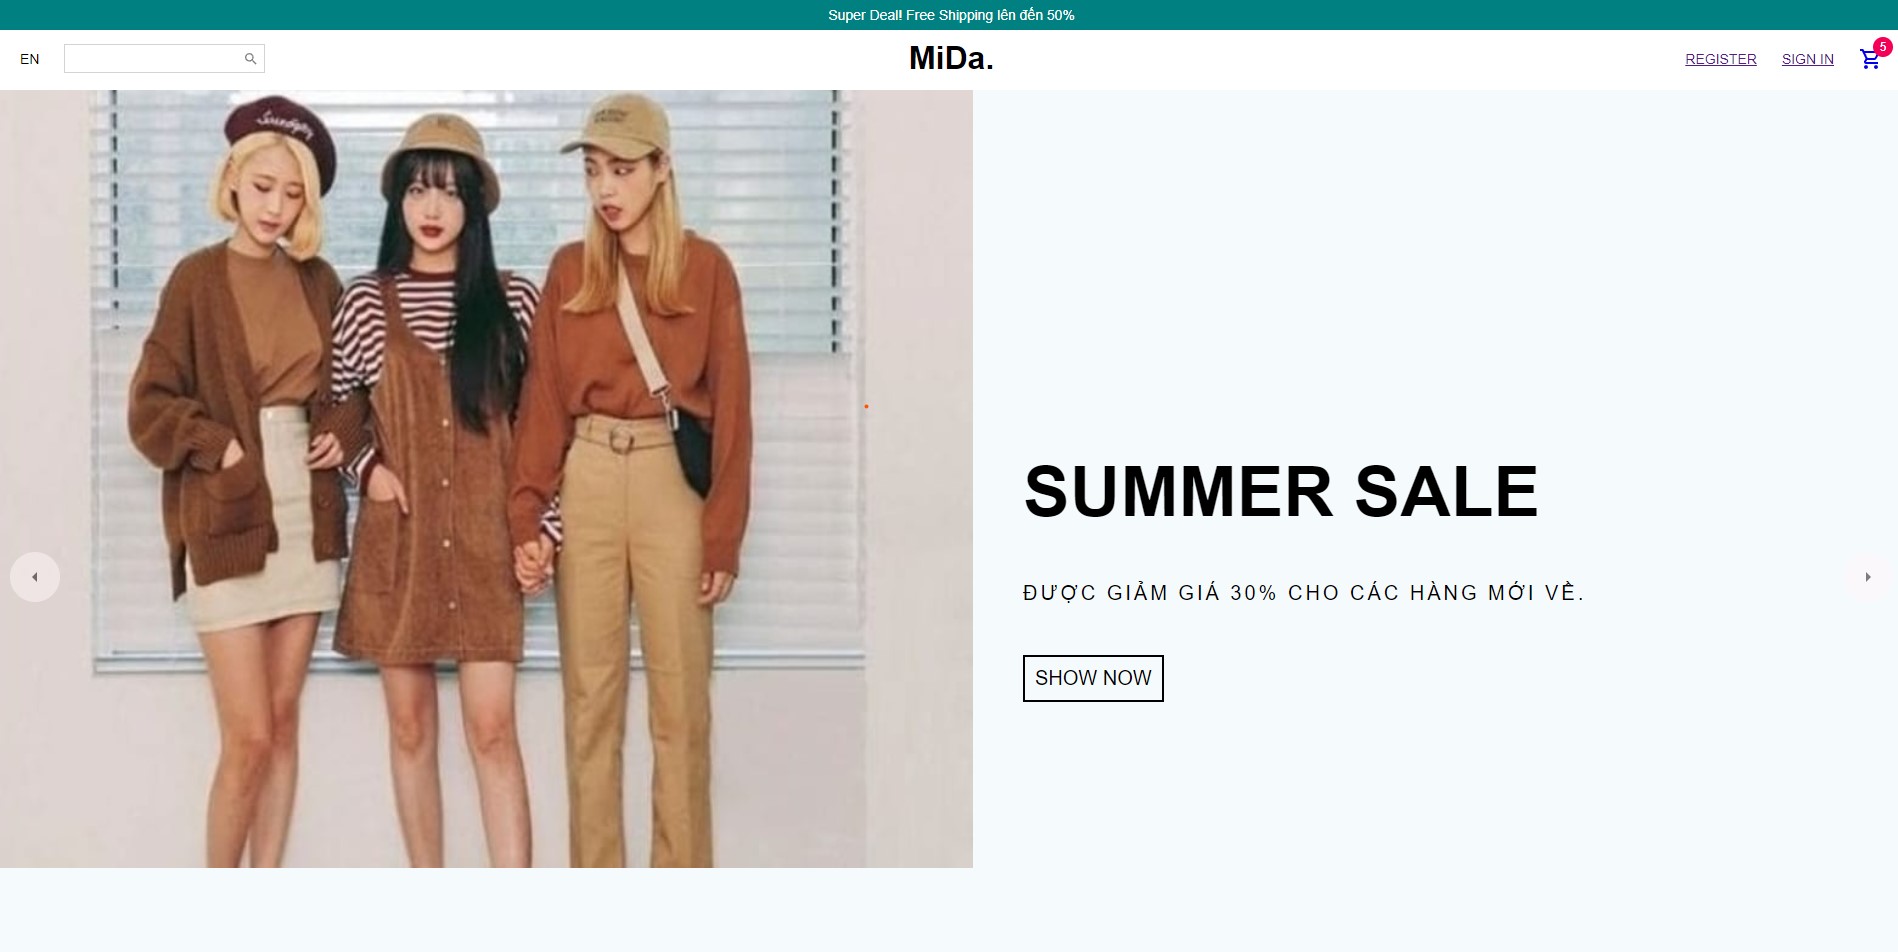 Super Deal! Free Shipping lên đến 50%
EN
MiDa.
REGISTER
SIGN IN
5
SUMMER SALE
ĐƯỢC GIẢM GIÁ 30% CHO CÁC HÀNG MỚI VỀ.
SHOW NOW